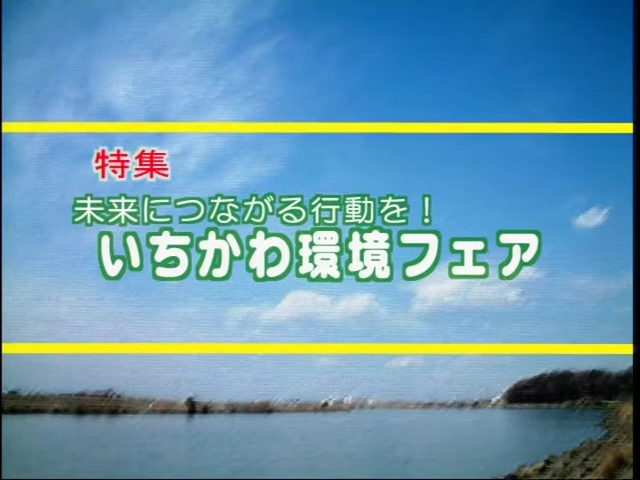 特集
未来につながる行動を！
いちかわ環境フェア